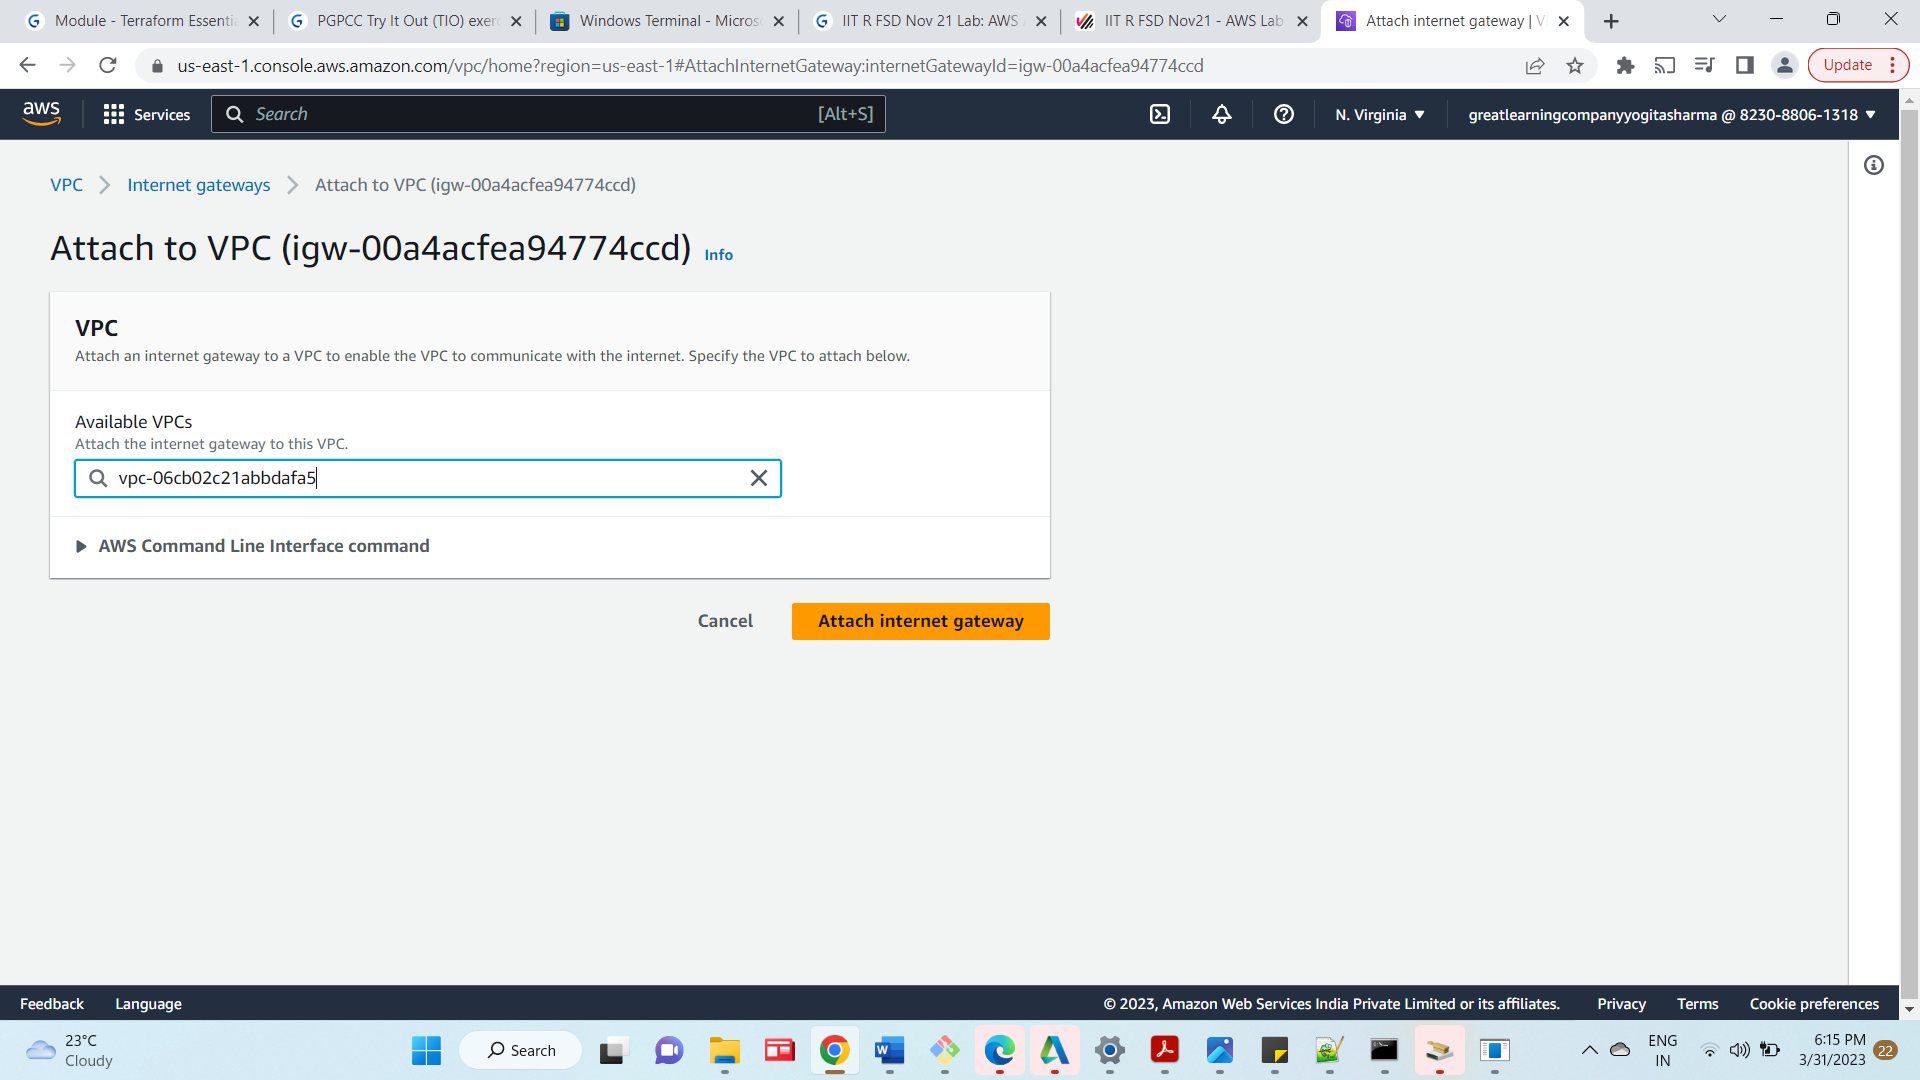 Module - Terraform Essenti
PGPCC Try It Out (TIO) exer
Windows Terminal - Micros
IIT R FSD Nov 21 Lab: AWS
IIT R FSD Nov21 - AWS Lab
Attach internet gateway | V
us-east-1.console.aws.amazon.com/vpc/home?region=us-east-1#AttachInternetGateway:internetGatewayId=igw-00a4acfea94774ccd
Update
aws
Services
Search
[Alt+S]
N. Virginia
greatlearningcompanyyogitasharma @ 8230-8806-1318
VPC
Internet gateways
Attach to VPC (igw-00a4acfea94774ccd)
Attach to VPC (igw-00a4acfea94774ccd) Info
VPC
Attach an internet gateway to a VPC to enable the VPC to communicate with the internet. Specify the VPC to attach below.
Available VPCs
Attach the internet gateway to this VPC.
vpc-06cb02c21abbdafa5
AWS Command Line Interface command
Cancel
Attach internet gateway
Feedback
Language
© 2023, Amazon Web Services India Private Limited or its affiliates.
Privacy
Terms
Cookie preferences
23°C
Cloudy
Search
ENG
IN
6:15 PM
3/31/2023
22